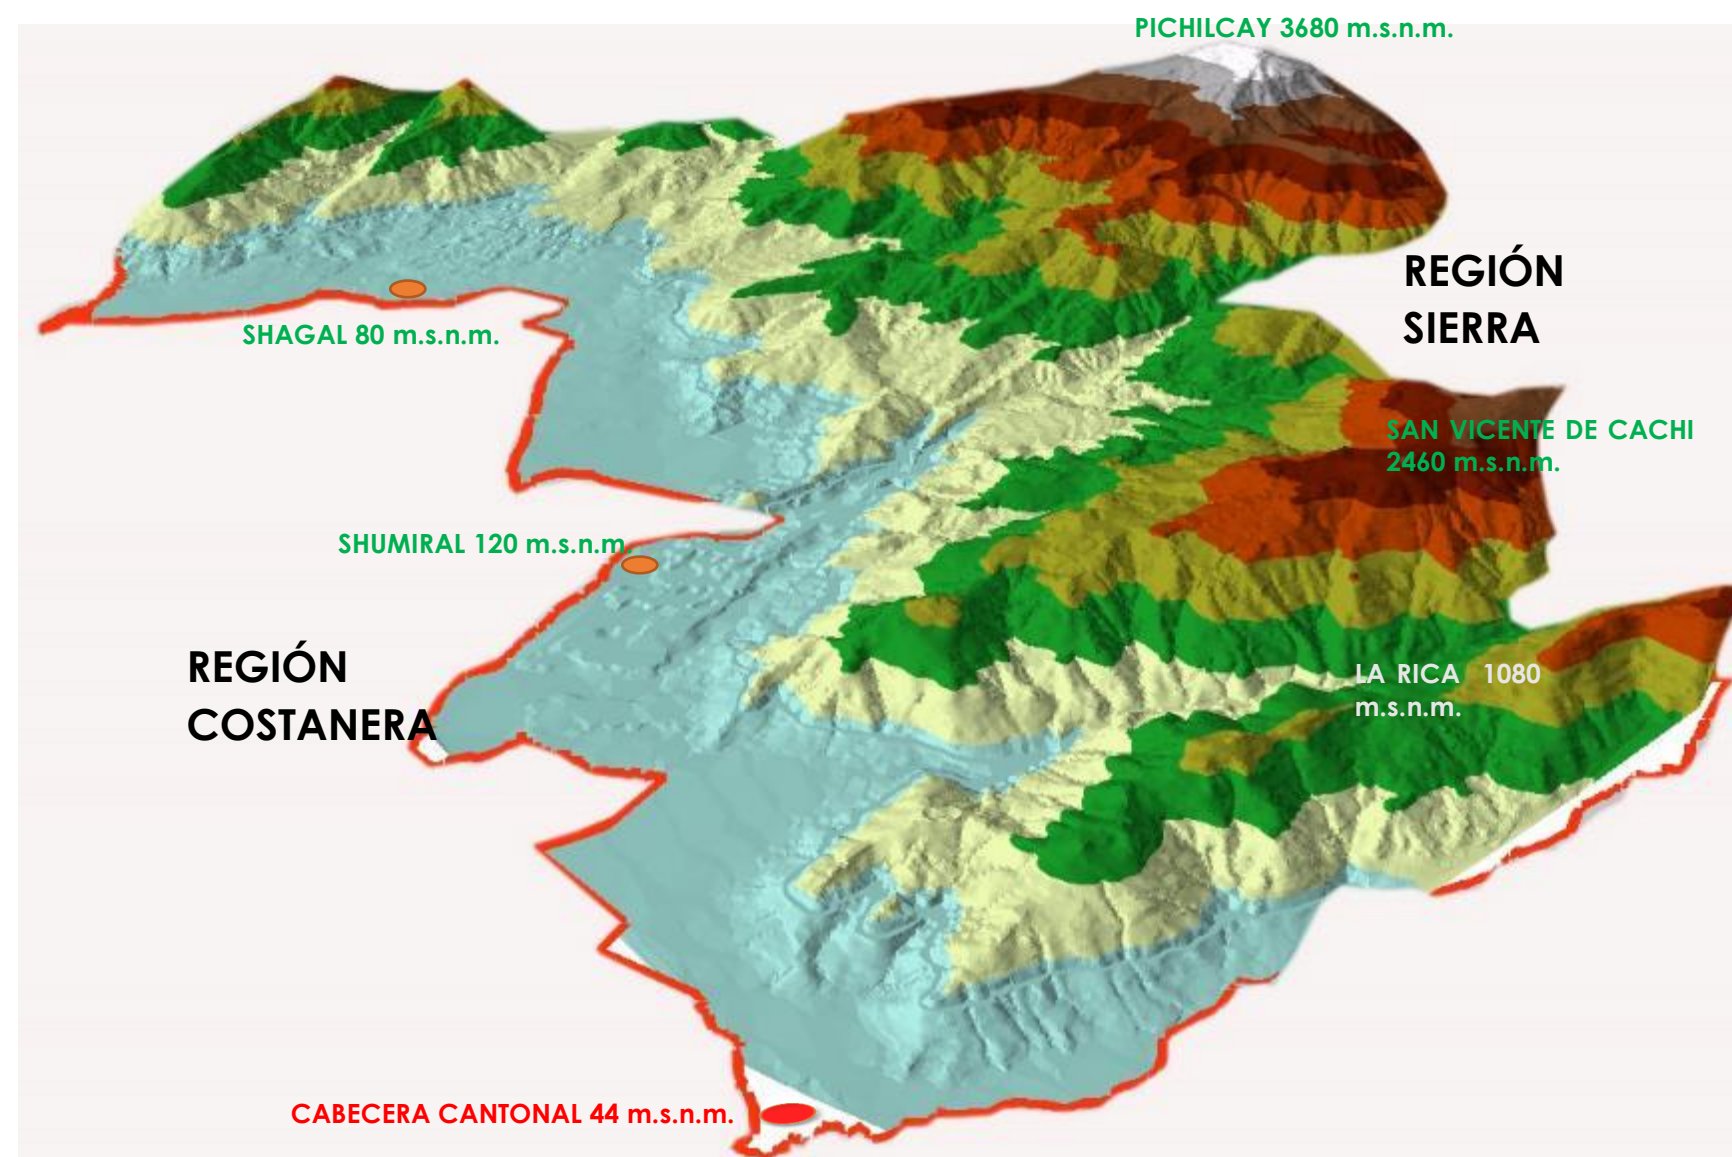 PICHILCAY 3680 m.s.n.m.
REGIÓN
SIERRA
SHAGAL 80 m.s.n.m.
SAN VICENTE DE CACHI
2460 m.s.n.m.
SHUMIRAL 120 m.s.n.m.
REGIÓN
COSTANERA
LA RICA 1080
m.s.n.m.
CABECERA CANTONAL 44 m.s.n.m.